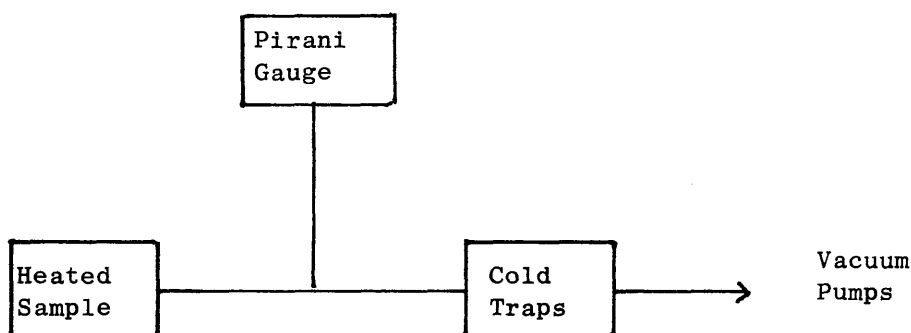 Pirani
Gauge
Heated
Sample
Cold
Traps
Vacuum
Pumps